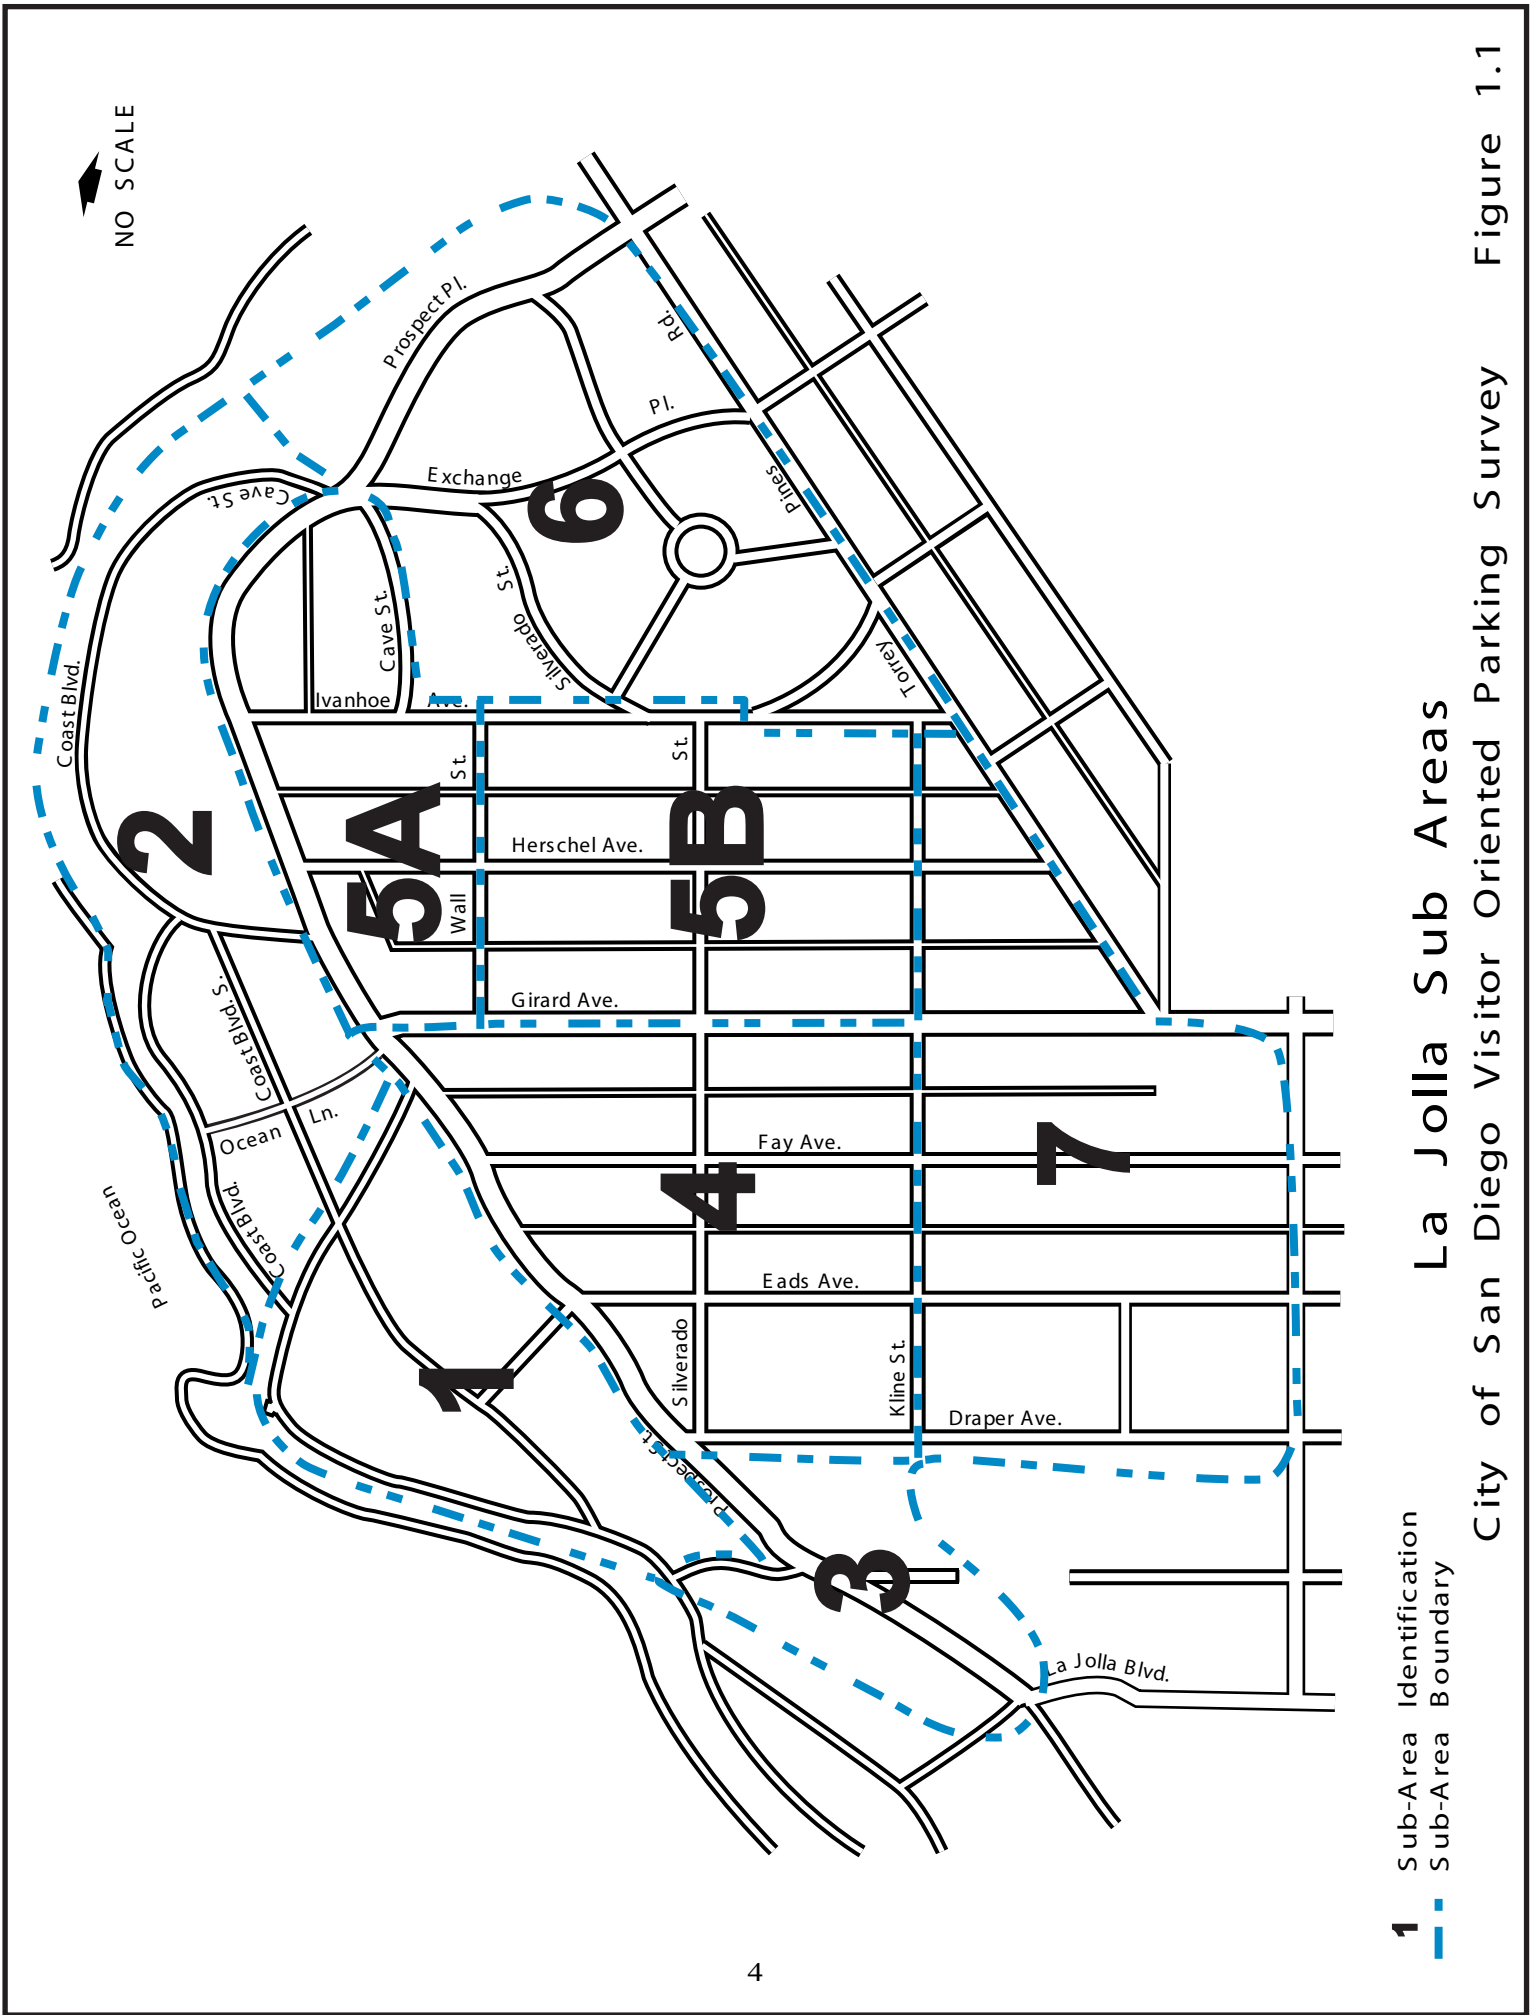 NO SCALE
Pacific Ocean
Coast Blvd.
Cave St.
Prospect Pl.
2
Coast Blvd. S.
Ocean Ln.
Coast Blvd.
Ivanhoe Ave.
Cave St.
Exchange Pl.
Silverado St.
6
Torrey Pines Rd.
5A
Wall St.
Herschel Ave.
5B
Girard Ave.
1
Fay Ave.
4
7
Eads Ave.
Silverado St.
Kline St.
Draper Ave.
Prospect St.
3
La Jolla Blvd.
La Jolla Sub Areas
1 Sub-Area Identification
Sub-Area Boundary
City of San Diego Visitor Oriented Parking Survey Figure 1.1
4